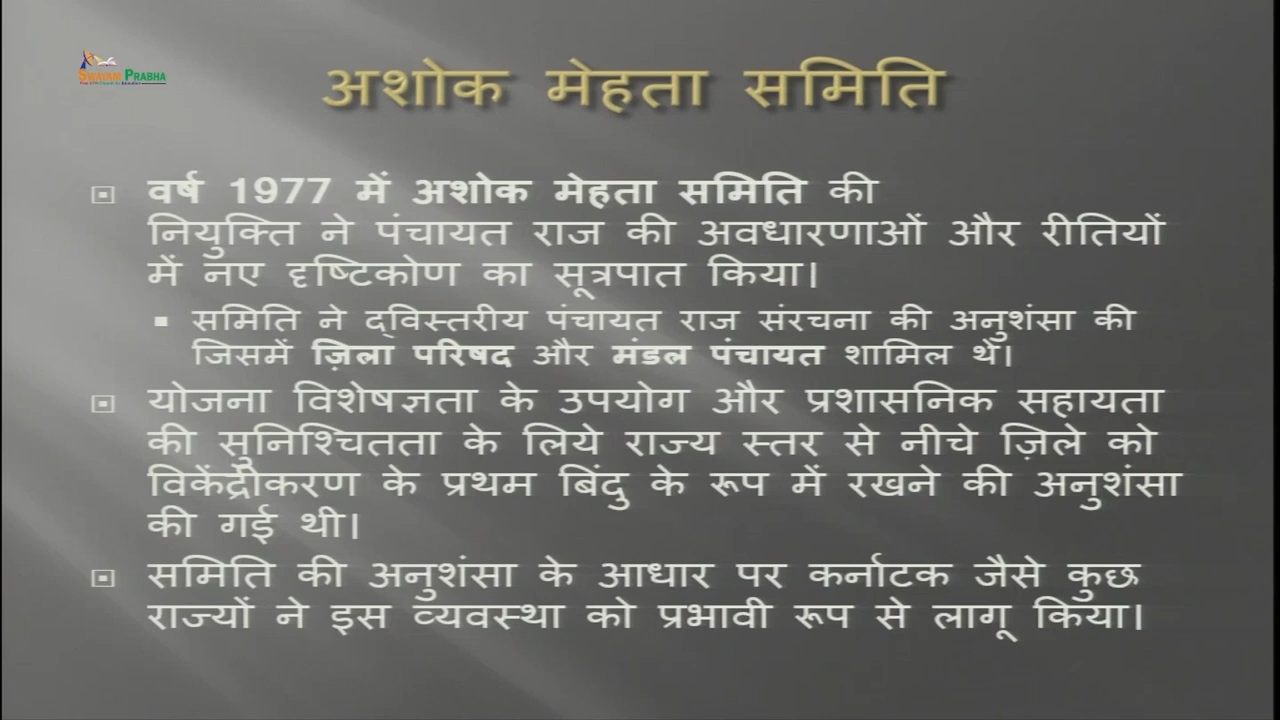 SWAYAM PRABHA
अशोक मेहता समिति
वर्ष 1977 में अशोक मेहता समिति की
नियुक्ति ने पंचायत राज की अवधारणाओं और रीतियों
में नए दृष्टिकोण का सूत्रपात किया।
समिति ने द्विस्तरीय पंचायत राज संरचना की अनुशंसा की
जिसमें ज़िला परिषद और मंडल पंचायत शामिल थे।
योजना विशेषज्ञता के उपयोग और प्रशासनिक सहायता
की सुनिश्चितता के लिये राज्य स्तर से नीचे ज़िले को
विकेंद्रीकरण के प्रथम बिंदु के रूप में रखने की अनुशंसा
की गई थी।
समिति की अनुशंसा के आधार पर कर्नाटक जैसे कुछ
राज्यों ने इस व्यवस्था को प्रभावी रूप से लागू किया।